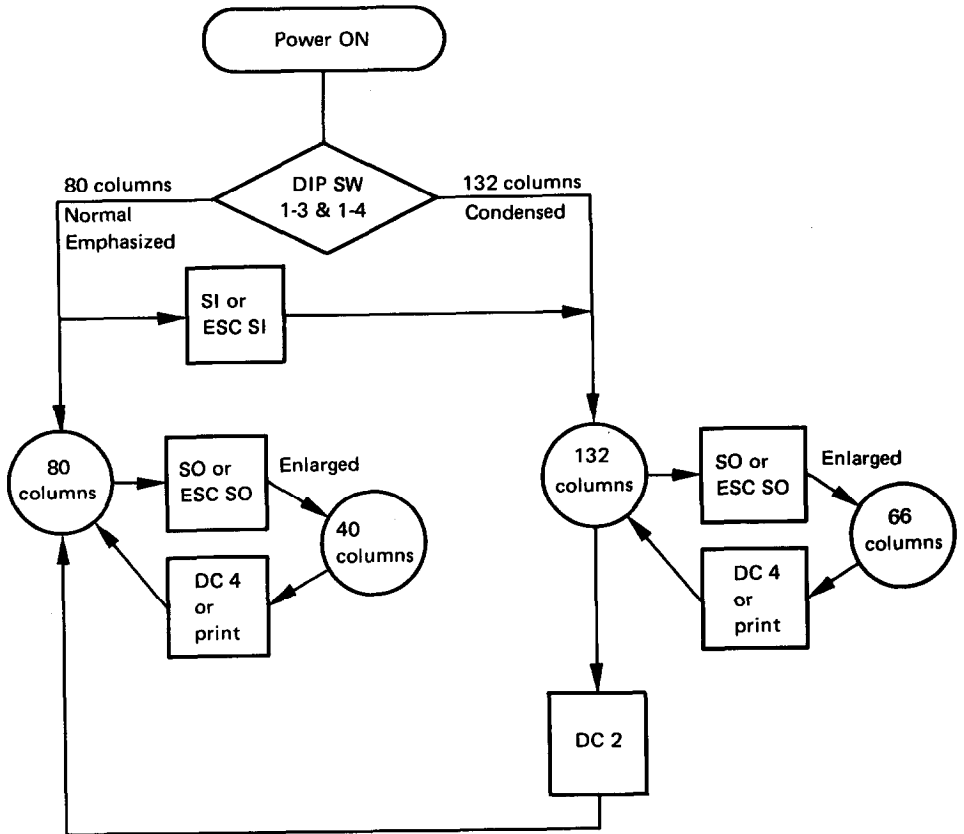 Power ON
DIP SW
1-3 & 1-4
80 columns
Normal
Emphasized
132 columns
Condensed
SI or
ESC SI
80
columns
SO or
ESC SO
Enlarged
40
columns
DC 4
or
print
132
columns
SO or
ESC SO
Enlarged
66
columns
DC 4
or
print
DC 2